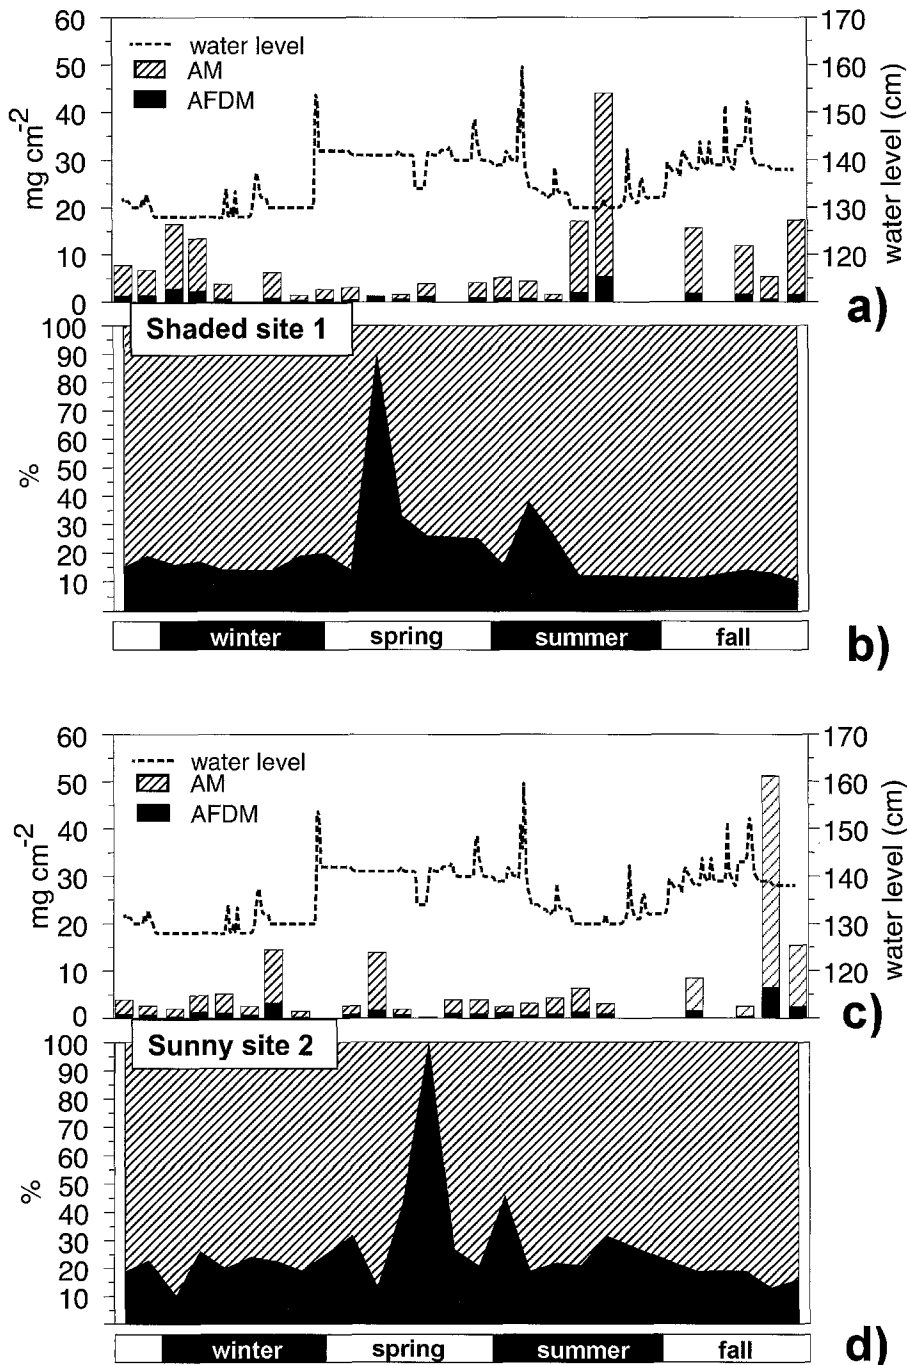 60 170
water level
50 160
AM
40 AFDM 150
30 140
20 130
10 120
0
mg cm-2
water level (cm)
a)
100
Shaded site 1
90
80
70
60
50
40
30
20
10
%
winter spring summer fall
b)
60 170
water level
50 160
AM
40 AFDM 150
30 140
20 130
10 120
0
mg cm-2
water level (cm)
c)
100
Sunny site 2
90
80
70
60
50
40
30
20
10
%
winter spring summer fall
d)